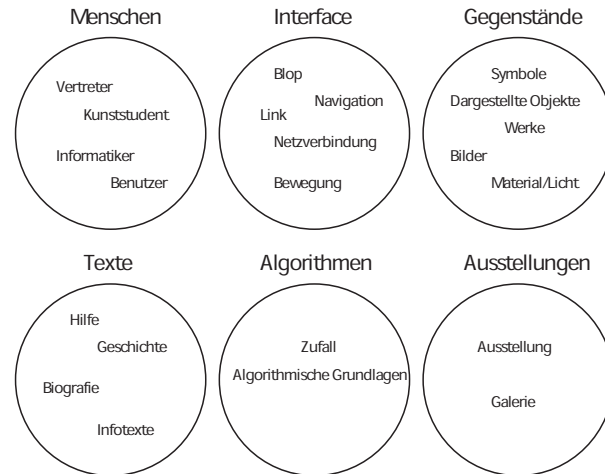 Menschen
Vertreter
Kunststudent
Informatiker
Benutzer
Interface
Blop
Navigation
Link
Netzverbindung
Bewegung
Gegenstände
Symbole
Dargestellte Objekte
Werke
Bilder
Material/Licht
Texte
Hilfe
Geschichte
Biografie
Infotexte
Algorithmen
Zufall
Algorithmische Grundlagen
Ausstellungen
Ausstellung
Galerie